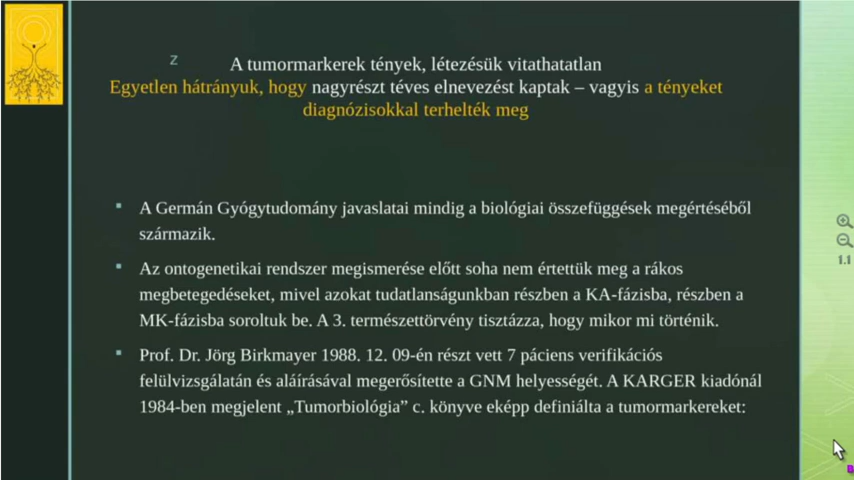 z
A tumormarkerek tények, létezésük vitathatatlan
Egyetlen hátrányuk, hogy nagyrészt téves elnevezést kaptak – vagyis a tényeket
diagnózisokkal terhelték meg
▪ A Germán Gyógytudomány javaslatai mindig a biológiai összefüggések megértéséből
származik.
▪ Az ontogenetikai rendszer megismerése előtt soha nem értettük meg a rákos
megbetegedéseket, mivel azokat tudatlanságunkban részben a KA-fázisba, részben a
MK-fázisba soroltuk be. A 3. természettörvény tisztázza, hogy mikor mi történik.
▪ Prof. Dr. Jörg Birkmayer 1988. 12. 09-én részt vett 7 páciens verifikációs
felülvizsgálatán és aláírásával megerősítette a GNM helyességét. A KARGER kiadónál
1984-ben megjelent „Tumorbiológia” c. könyve eképp definiálta a tumormarkereket:
1.1